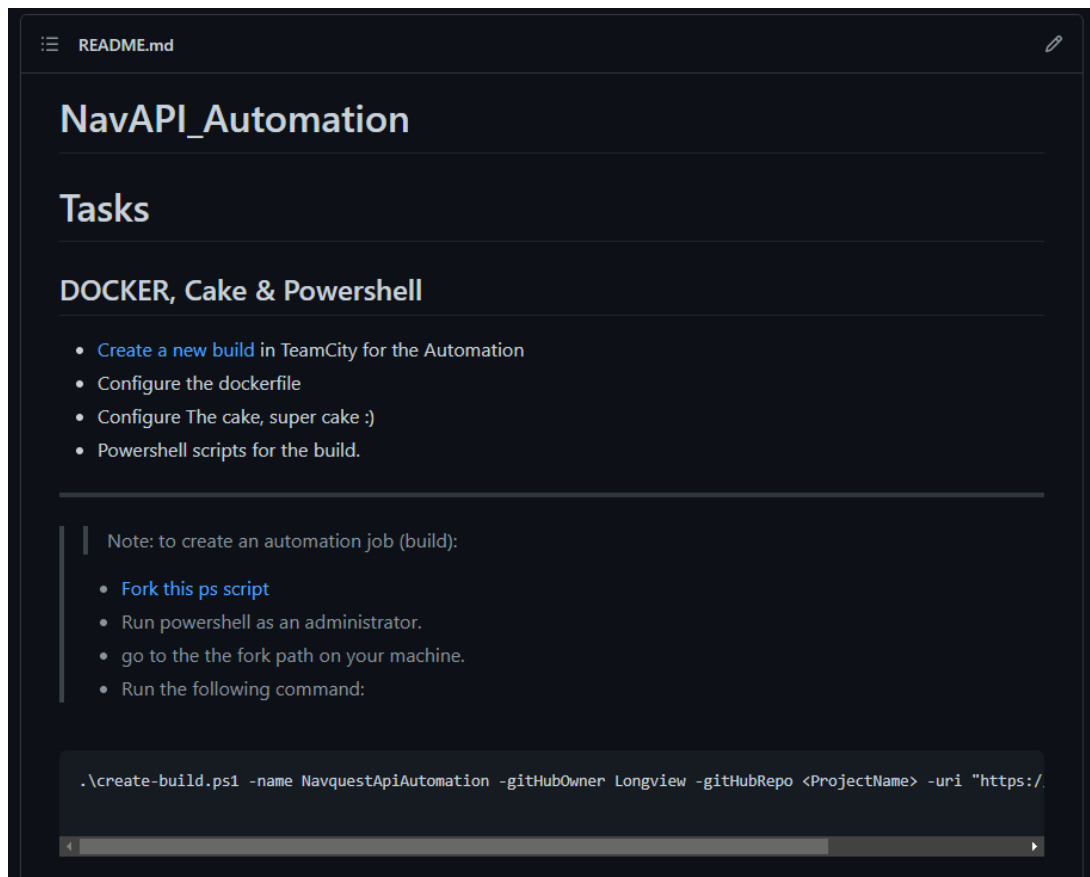 README.md
NavAPI_Automation
Tasks
DOCKER, Cake & Powershell
Create a new build in TeamCity for the Automation
Configure the dockerfile
Configure The cake, super cake :)
Powershell scripts for the build.
Note: to create an automation job (build):
Fork this ps script
Run powershell as an administrator.
go to the the fork path on your machine.
Run the following command:
.\create-build.ps1 -name NavquestApiAutomation -gitHubOwner Longview -gitHubRepo <ProjectName> -uri "https:/